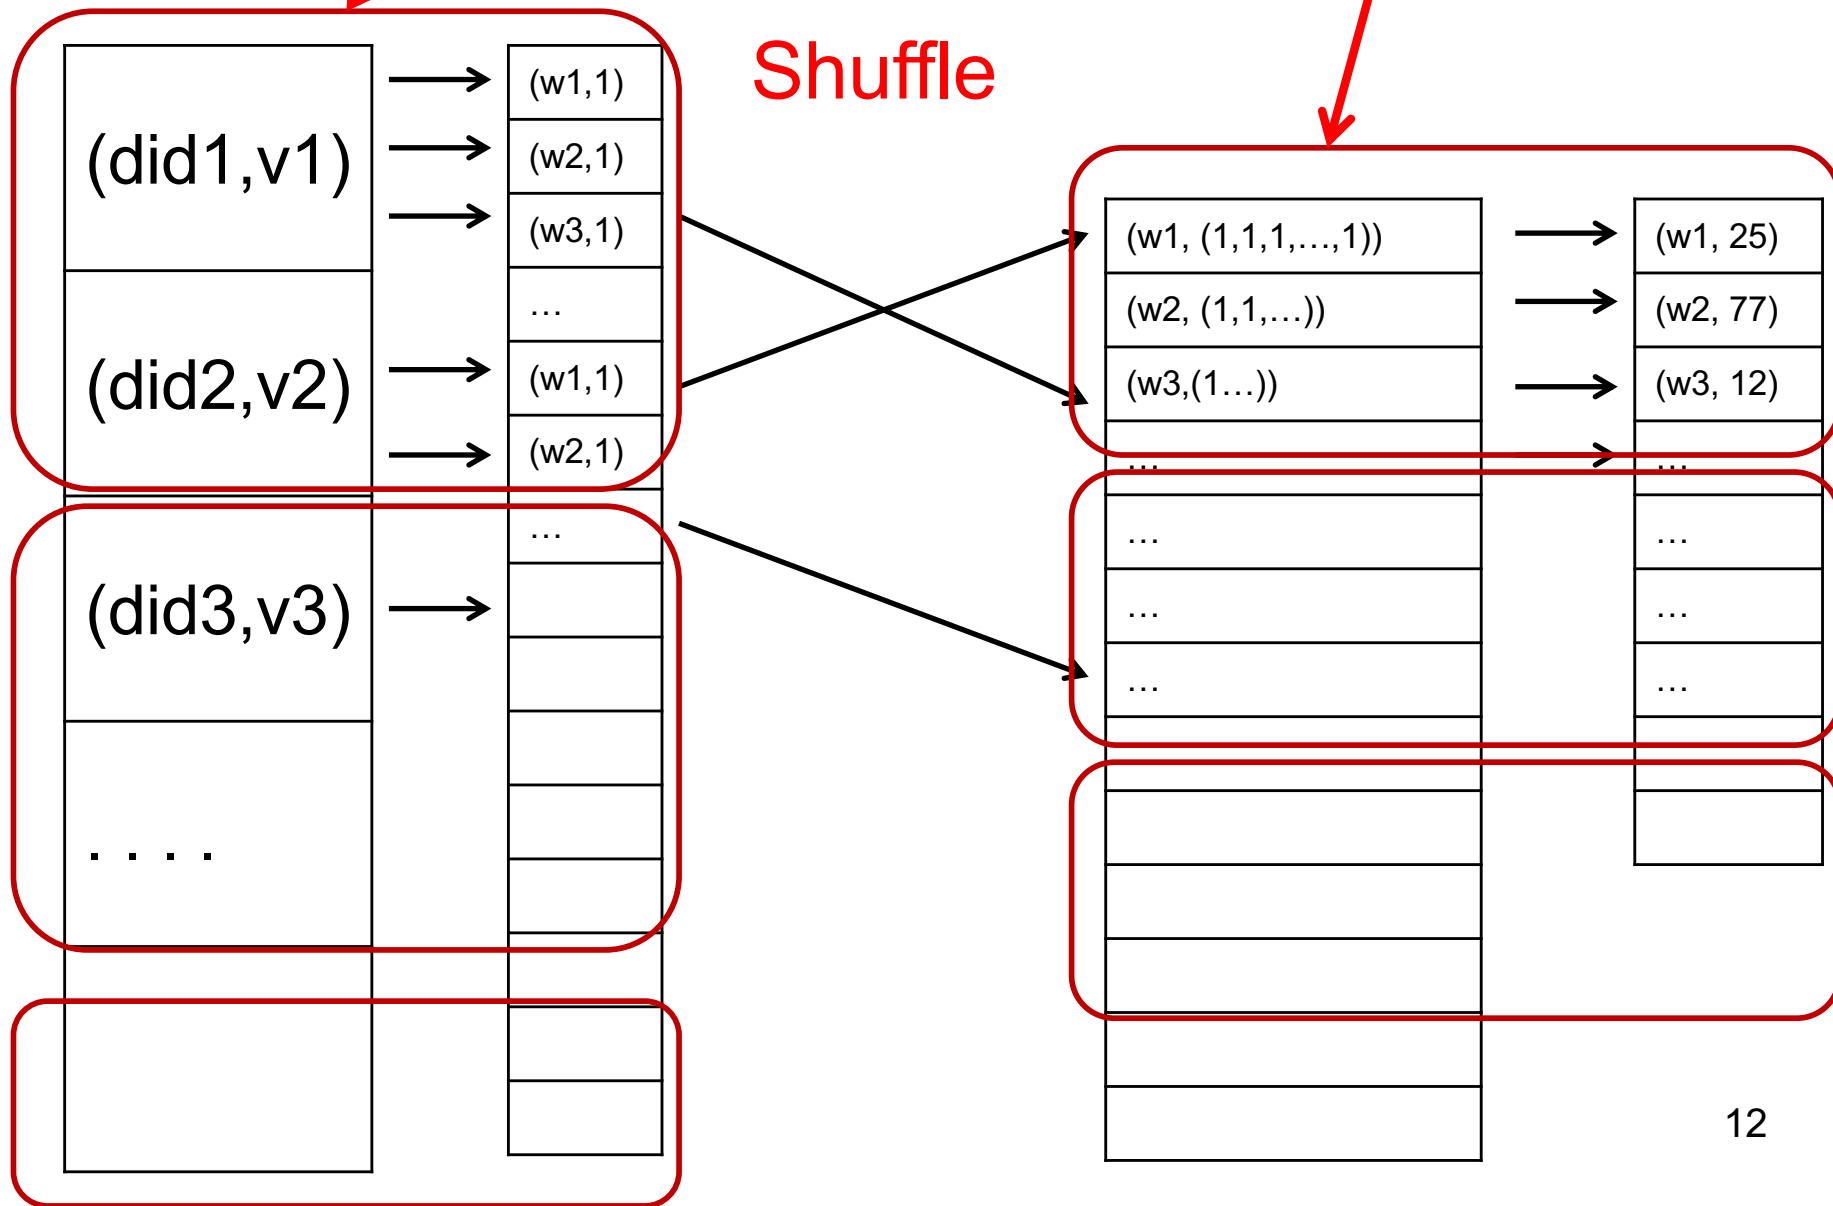 Shuffle
(did1,v1)
(did2,v2)
(did3,v3)
. . . .
(w1,1)
(w2,1)
(w3,1)
…
(w1,1)
(w2,1)
…
(w1, (1,1,1,…,1))
(w2, (1,1,…))
(w3,(1…))
…
…
…
…
(w1, 25)
(w2, 77)
(w3, 12)
…
…
…
…
12